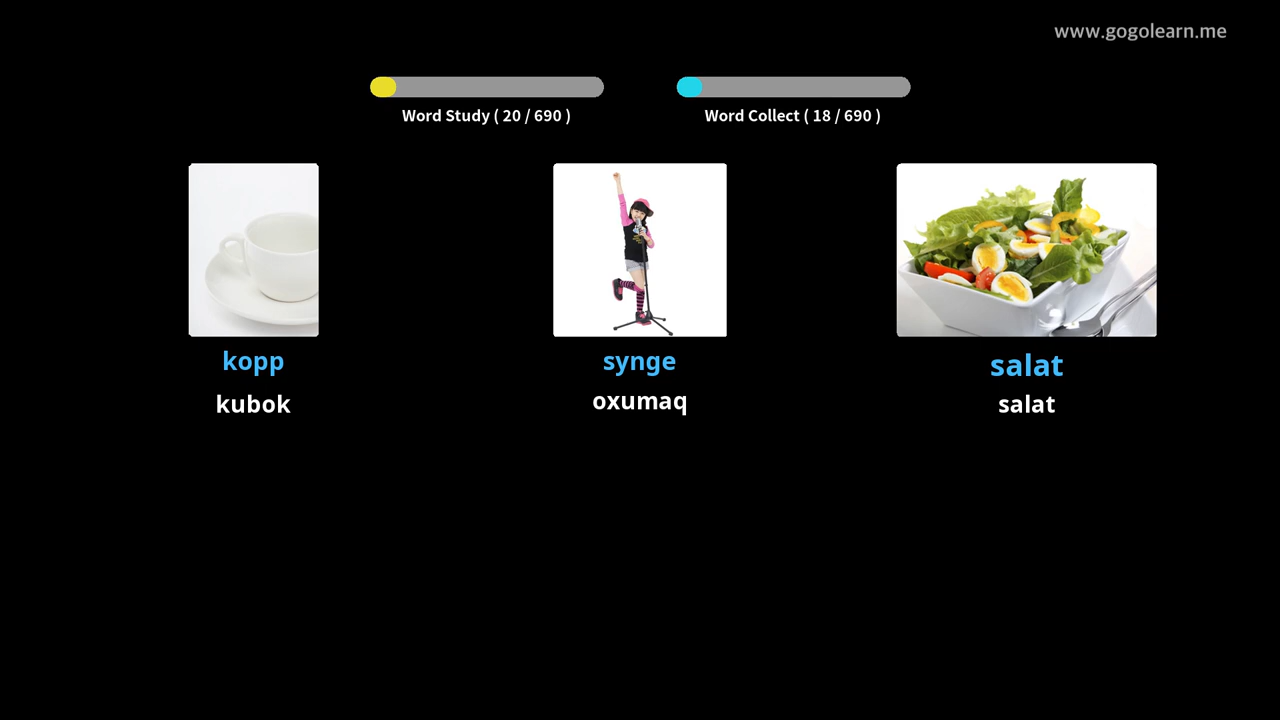 www.gogolearn.me
Word Study ( 20 / 690 )
Word Collect ( 18 / 690 )
kopp
kubok
synge
oxumaq
salat
salat